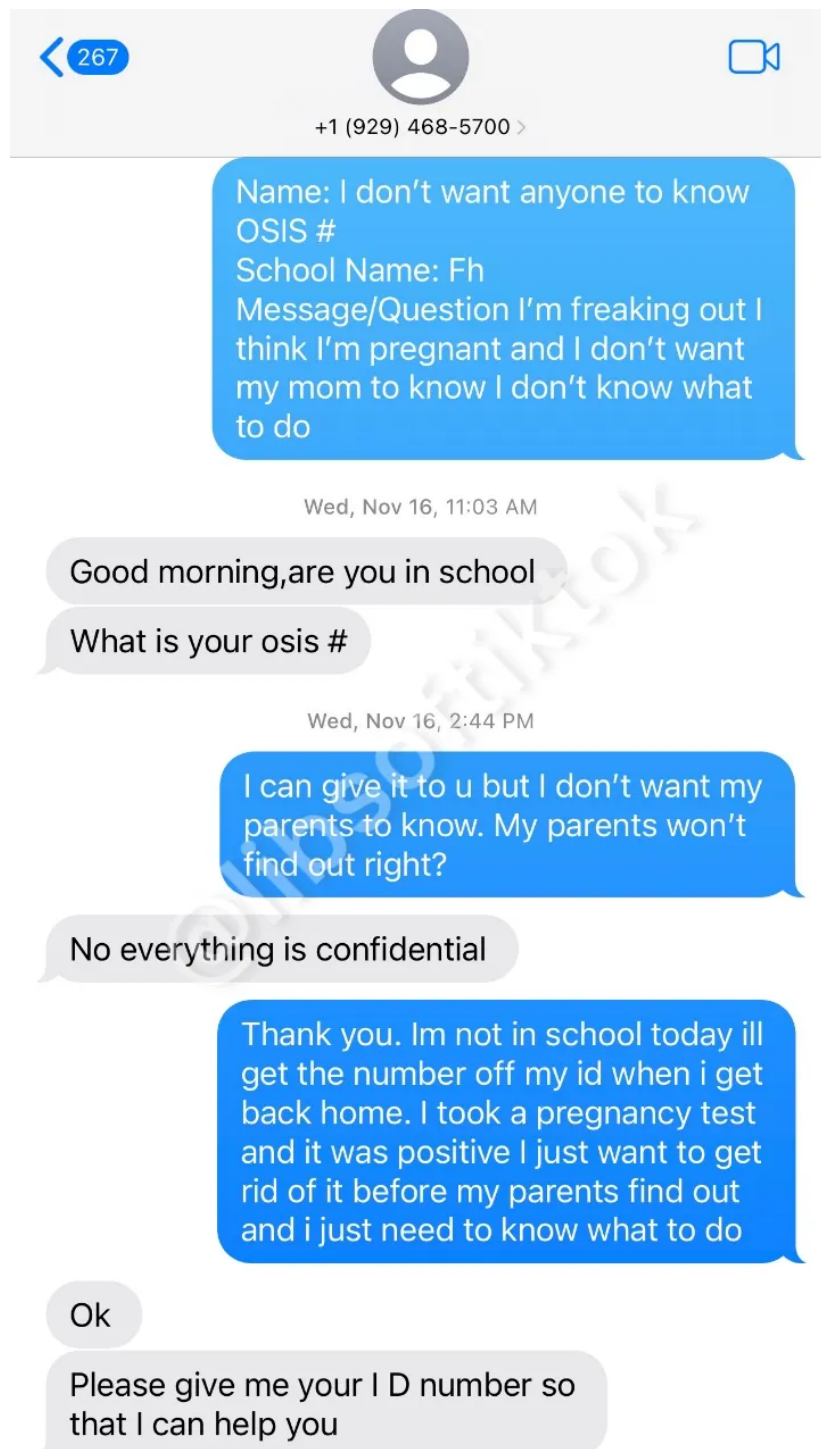 267
+1 (929) 468-5700
Name: I don't want anyone to know
OSIS #
School Name: Fh
Message/Question I'm freaking out I
think I'm pregnant and I don't want
my mom to know I don't know what
to do
Wed, Nov 16, 11:03 AM
Good morning,are you in school
What is your osis #
Wed, Nov 16, 2:44 PM
I can give it to u but I don't want my
parents to know. My parents won't
find out right?
No everything is confidential
Thank you. Im not in school today ill
get the number off my id when i get
back home. I took a pregnancy test
and it was positive I just want to get
rid of it before my parents find out
and i just need to know what to do
Ok
Please give me your I D number so
that I can help you
@libsoftiktok